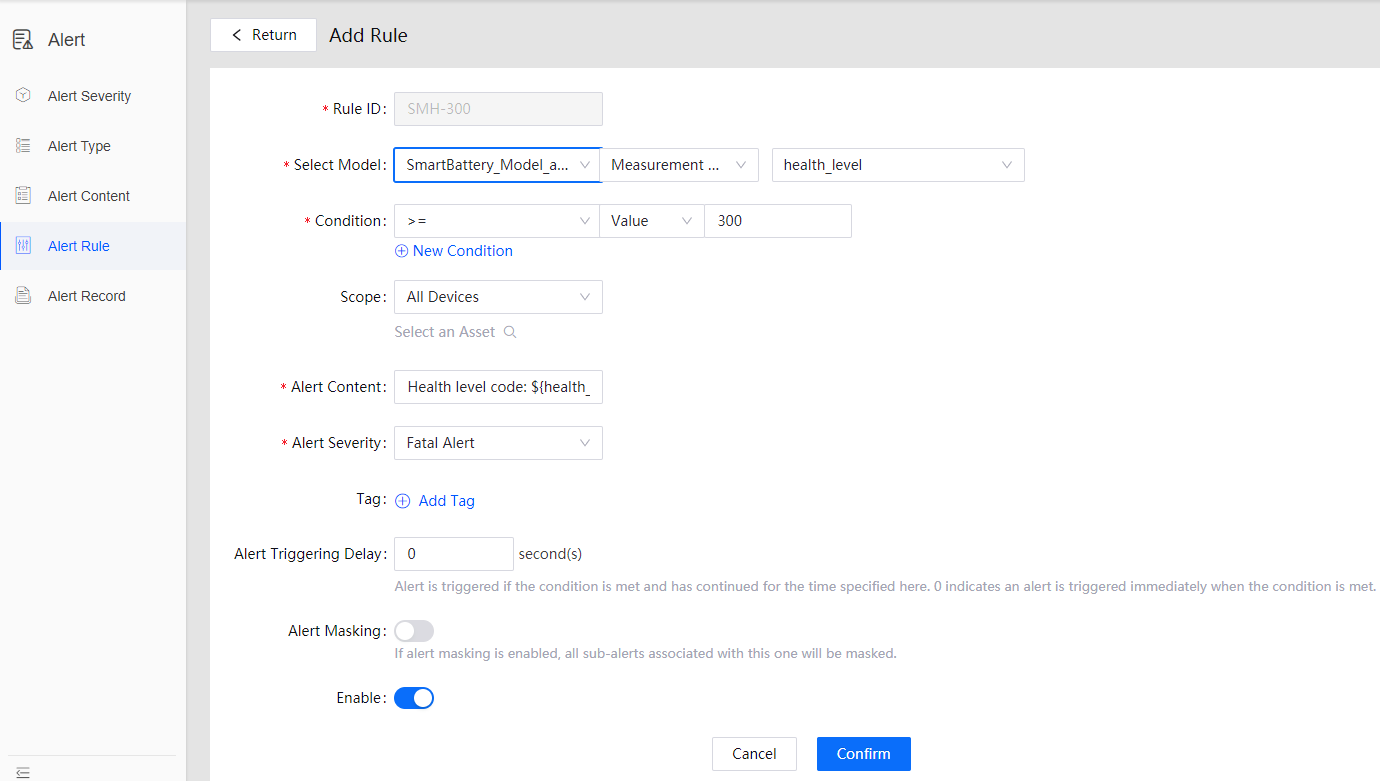 Alert
Alert Severity
Alert Type
Alert Content
Alert Rule
Alert Record
Return Add Rule
* Rule ID: SMH-300
* Select Model: SmartBattery_Model_a... Measurement ... health_level
* Condition: >= Value 300
New Condition
Scope: All Devices
Select an Asset
* Alert Content: Health level code: ${health_
* Alert Severity: Fatal Alert
Tag: Add Tag
Alert Triggering Delay: 0 second(s)
Alert is triggered if the condition is met and has continued for the time specified here. 0 indicates an alert is triggered immediately when the condition is met.
Alert Masking:
If alert masking is enabled, all sub-alerts associated with this one will be masked.
Enable:
Cancel Confirm